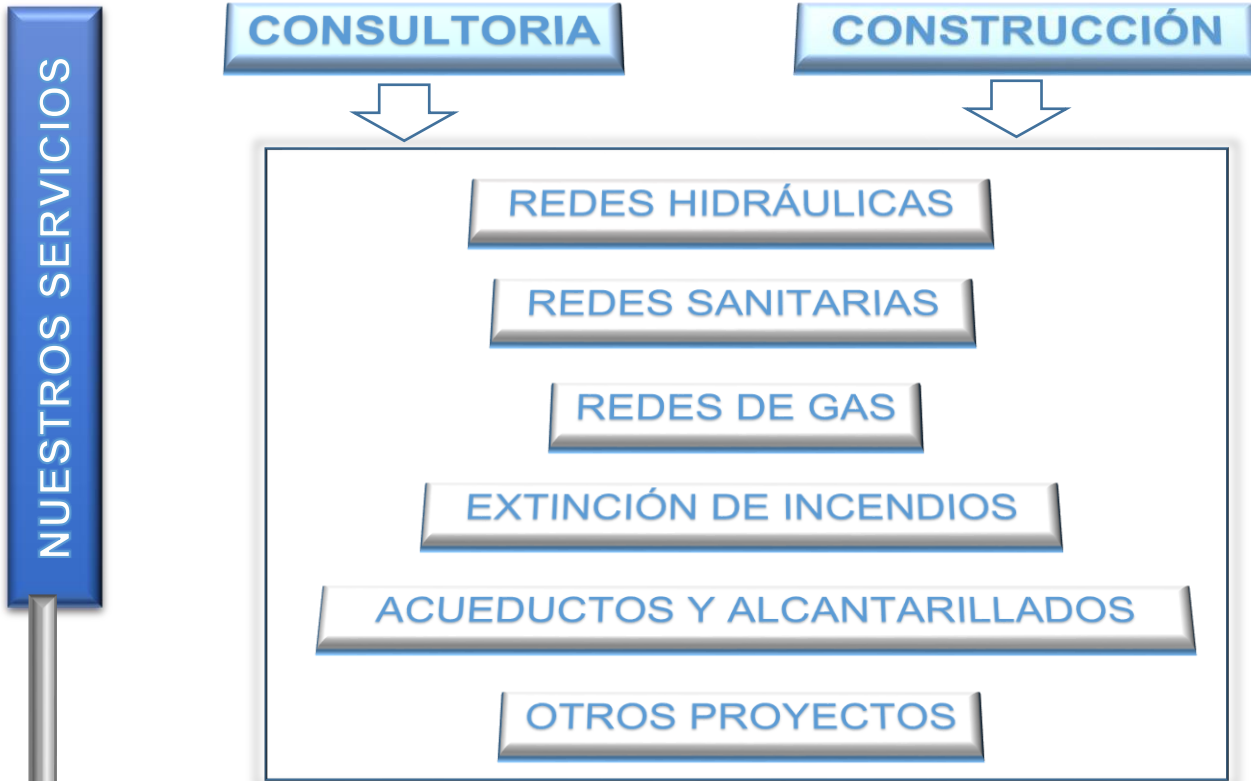 NUESTROS SERVICIOS
CONSULTORIA
CONSTRUCCIÓN
REDES HIDRÁULICAS
REDES SANITARIAS
REDES DE GAS
EXTINCIÓN DE INCENDIOS
ACUEDUCTOS Y ALCANTARILLADOS
OTROS PROYECTOS